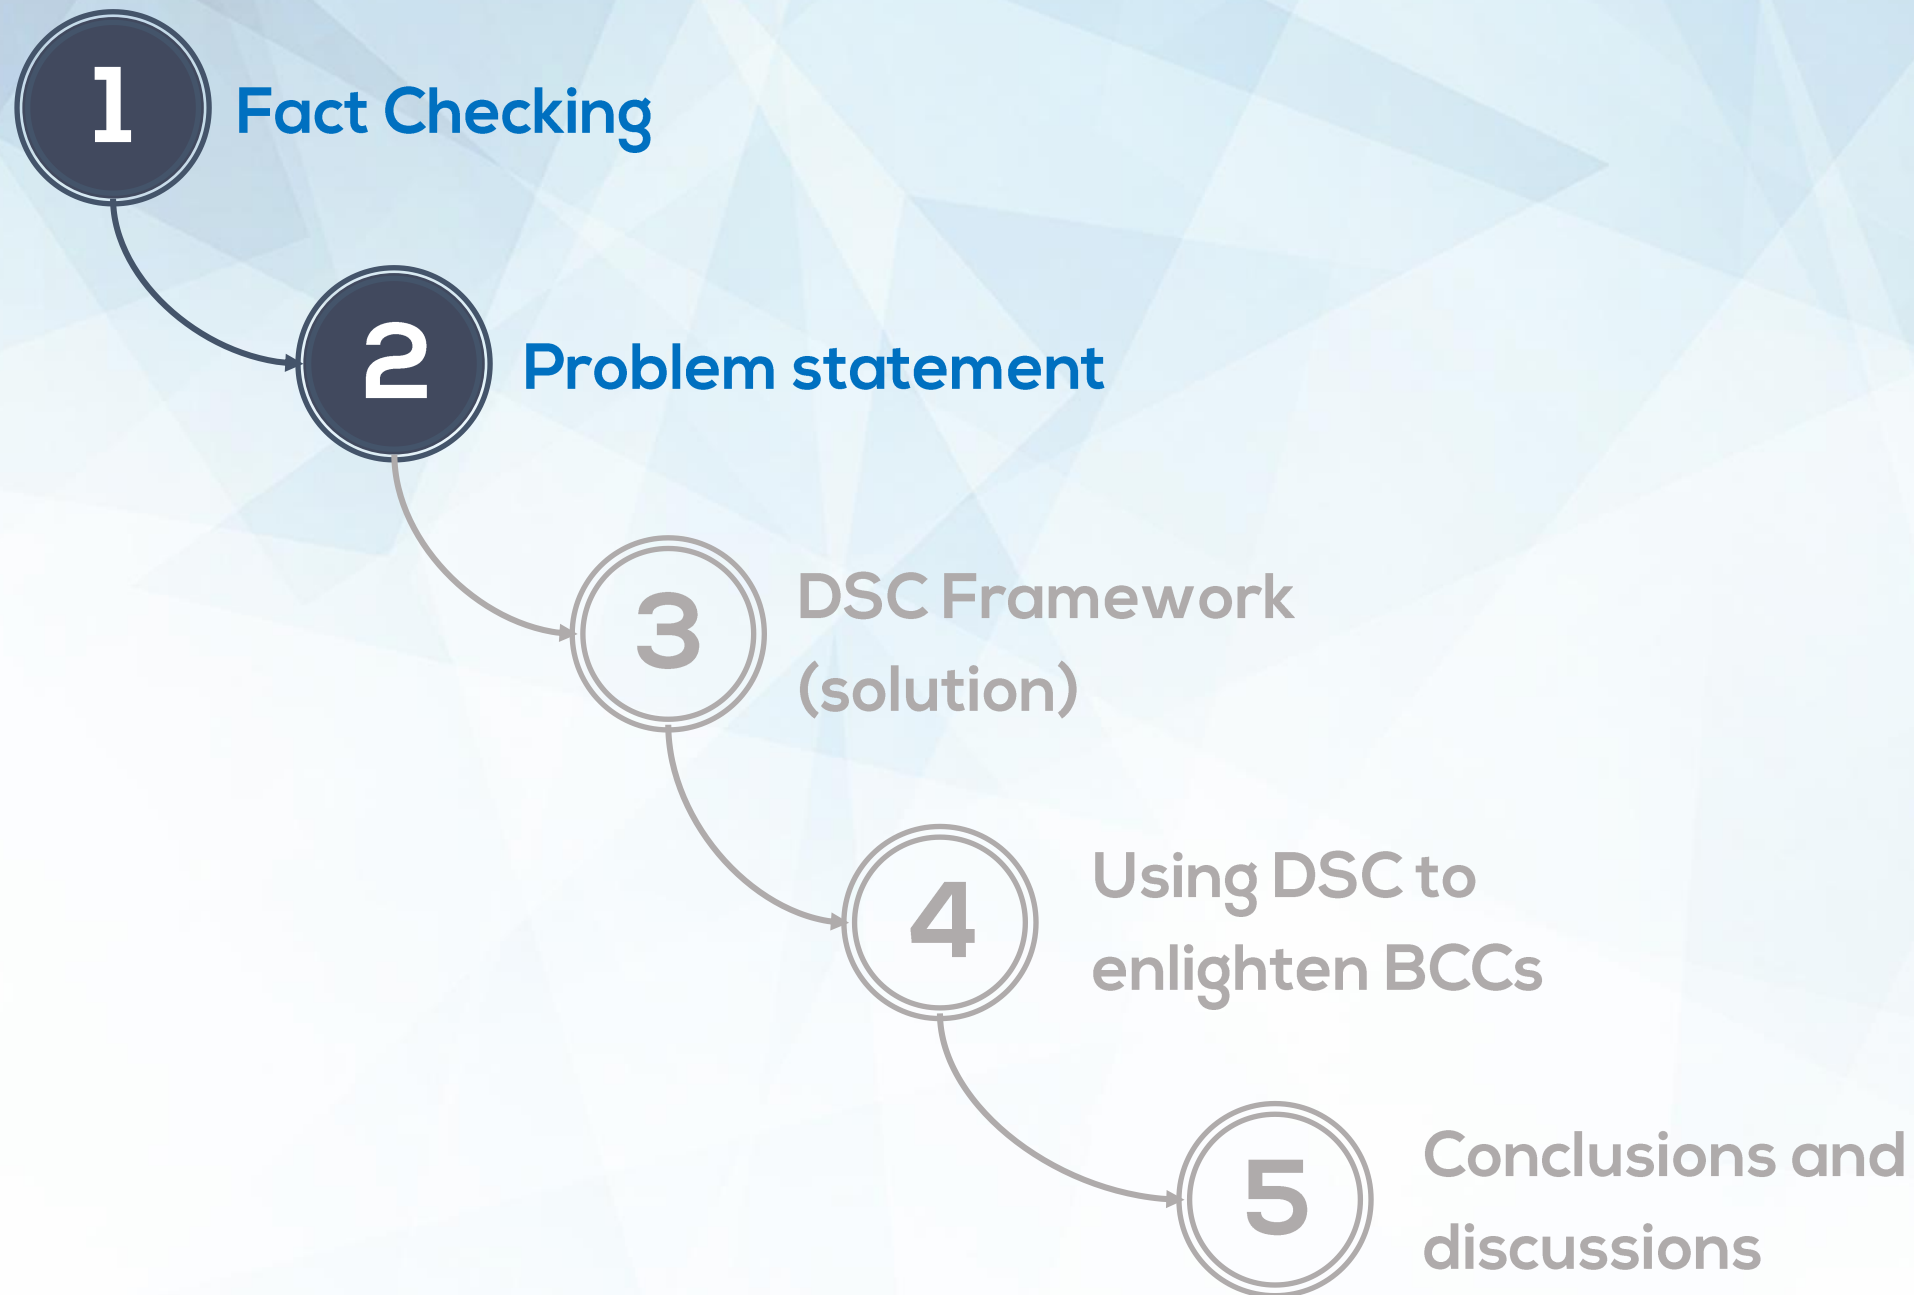 1
Fact Checking
2
Problem statement
3
DSC Framework
(solution)
4
Using DSC to
enlighten BCCs
5
Conclusions and
discussions